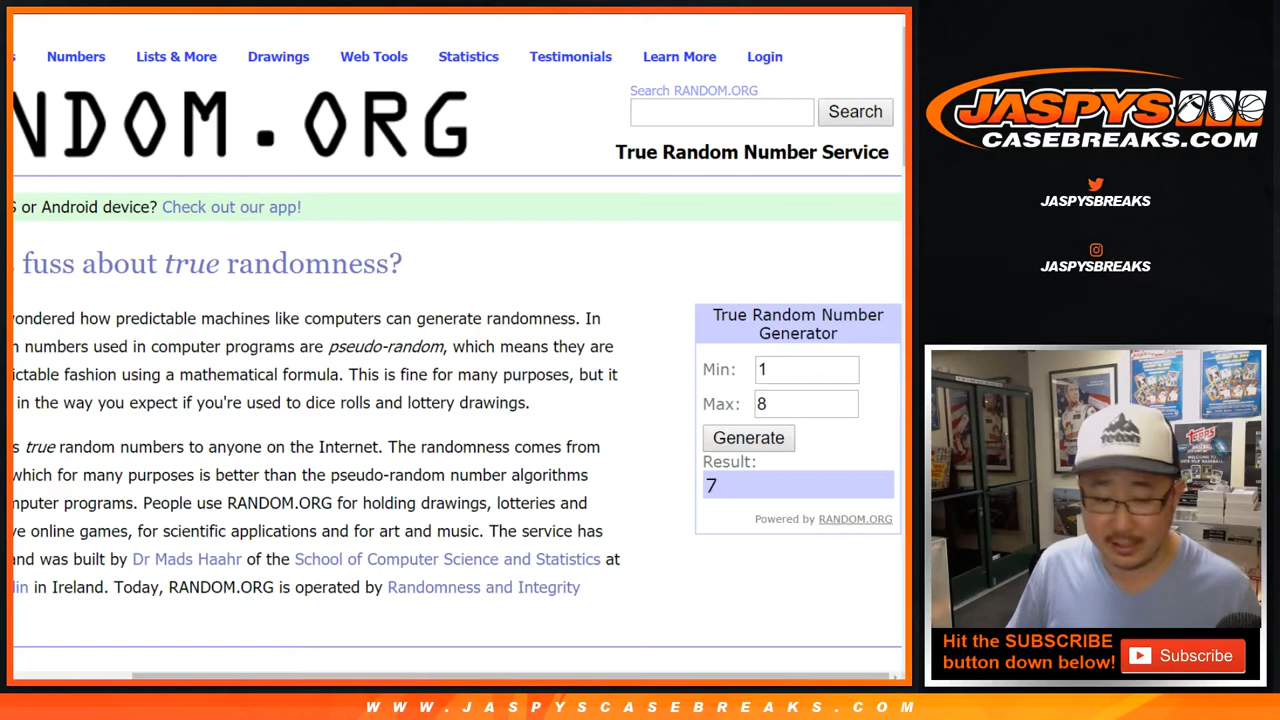 Numbers Lists & More Drawings Web Tools Statistics Testimonials Learn More Login
NDOM.ORG
Search RANDOM.ORG
Search
True Random Number Service
S or Android device? Check out our app!
fuss about true randomness?
ondered how predictable machines like computers can generate randomness. In
n numbers used in computer programs are pseudo-random, which means they are
ictable fashion using a mathematical formula. This is fine for many purposes, but it
in the way you expect if you're used to dice rolls and lottery drawings.
s true random numbers to anyone on the Internet. The randomness comes from
which for many purposes is better than the pseudo-random number algorithms
mputer programs. People use RANDOM.ORG for holding drawings, lotteries and
ve online games, for scientific applications and for art and music. The service has
and was built by Dr Mads Haahr of the School of Computer Science and Statistics at
lin in Ireland. Today, RANDOM.ORG is operated by Randomness and Integrity
True Random Number
Generator
Min: 1
Max: 8
Generate
Result:
7
Powered by RANDOM.ORG
JASPYS
CASEBREAKS.COM
JASPYSBREAKS
JASPYSBREAKS
topps
WELCOME TO
teton
Hit the SUBSCRIBE
button down below!
Subscribe
WWW.JASPYSCASEBREAKS.COM